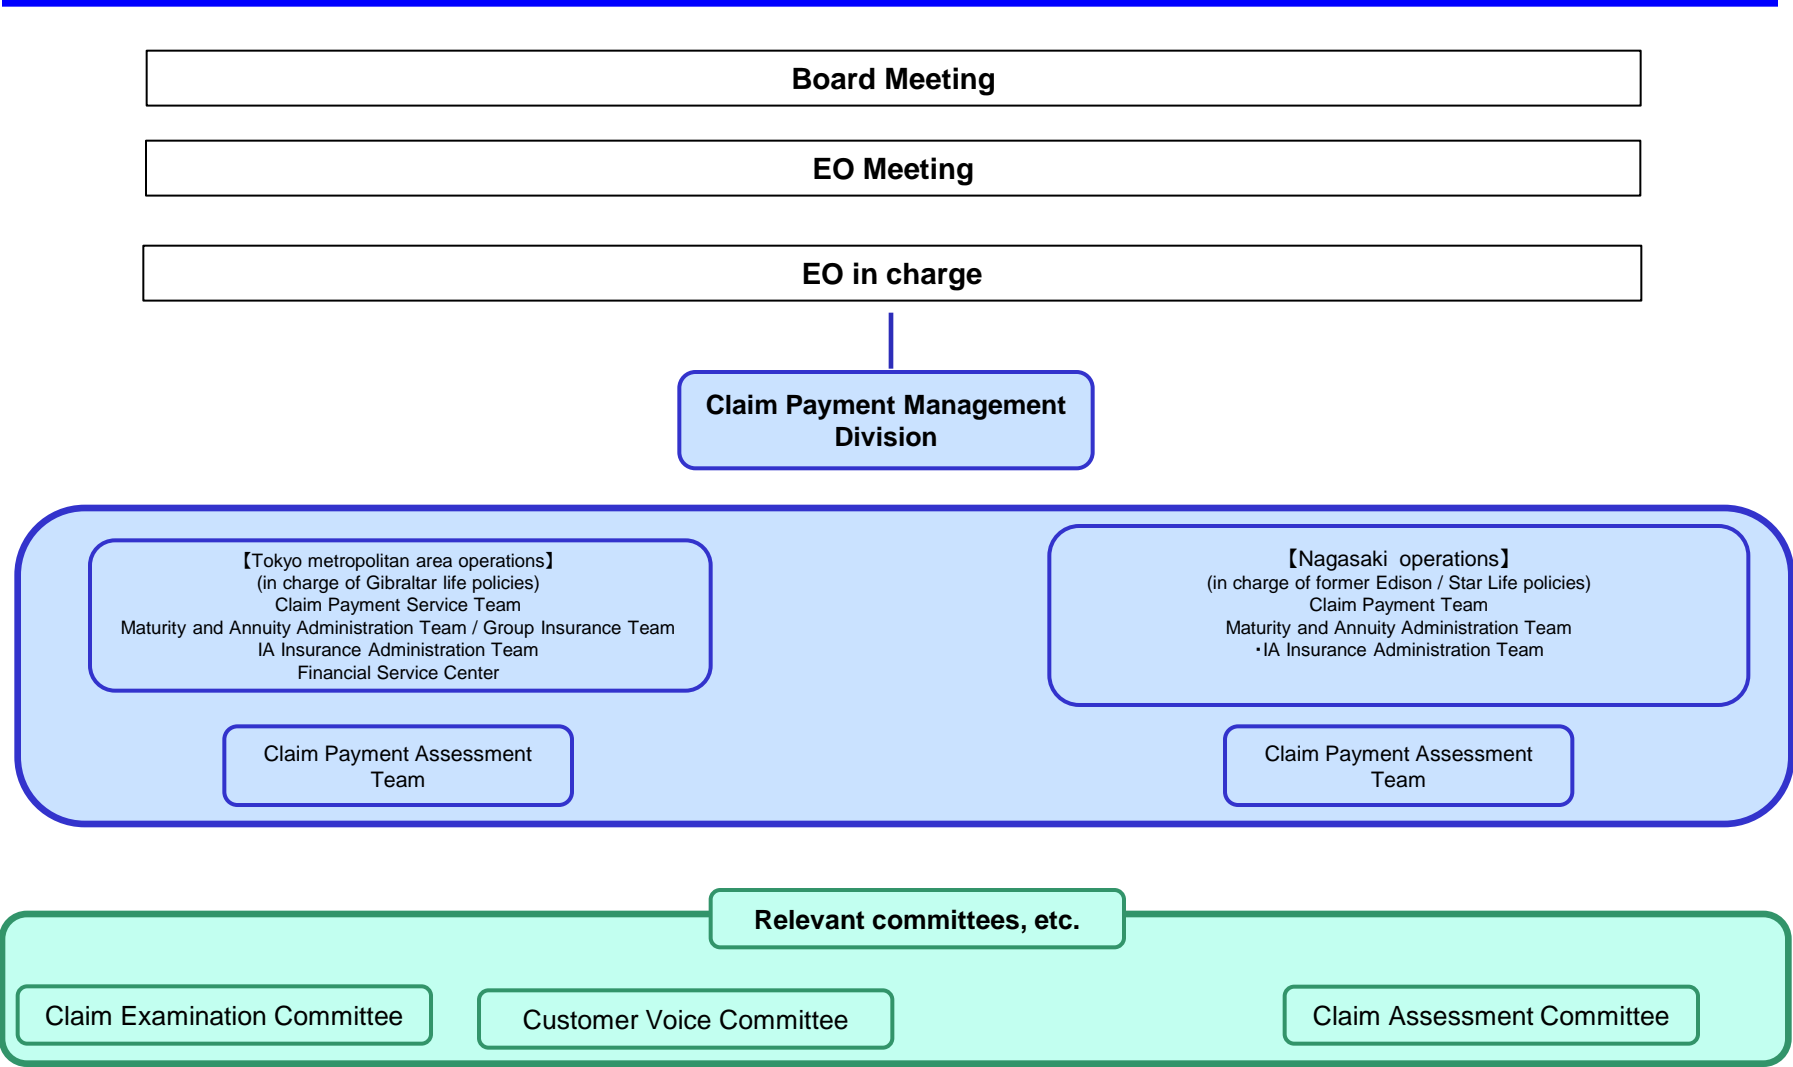 Board Meeting
EO Meeting
EO in charge
Claim Payment Management
Division
【Tokyo metropolitan area operations】
(in charge of Gibraltar life policies)
Claim Payment Service Team
Maturity and Annuity Administration Team / Group Insurance Team
IA Insurance Administration Team
Financial Service Center
【Nagasaki operations】
(in charge of former Edison / Star Life policies)
Claim Payment Team
Maturity and Annuity Administration Team
・IA Insurance Administration Team
Claim Payment Assessment
Team
Claim Payment Assessment
Team
Relevant committees, etc.
Claim Examination Committee
Customer Voice Committee
Claim Assessment Committee